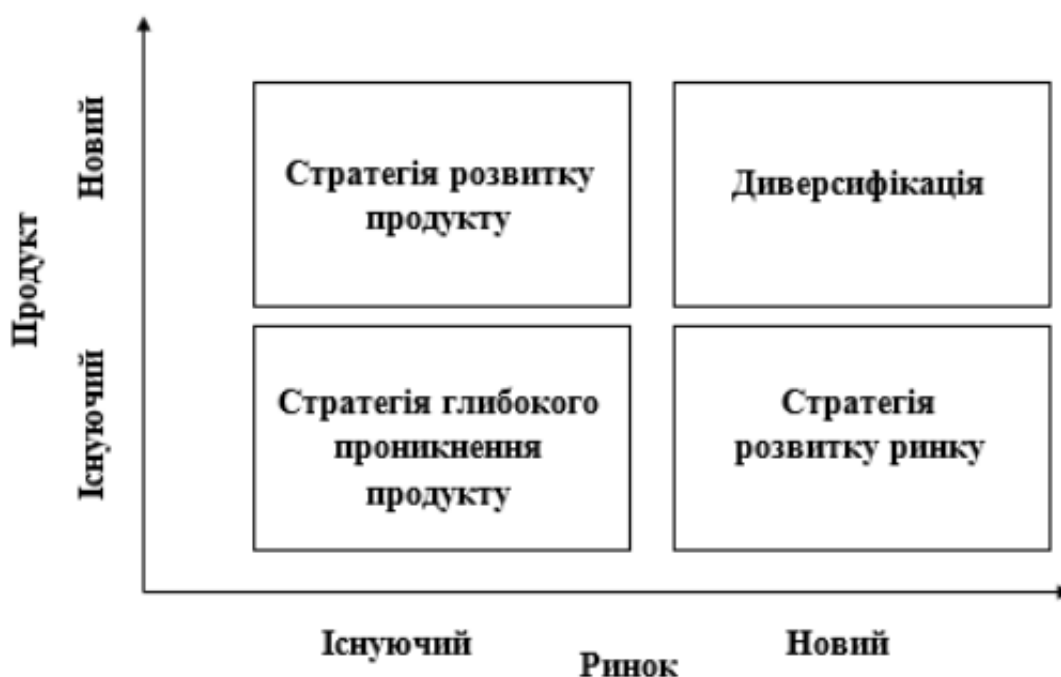 Продукт
Новий
Існуючий
Стратегія розвитку
продукту
Диверсифікація
Стратегія глибокого
проникнення
продукту
Стратегія
розвитку ринку
Існуючий
Новий
Ринок